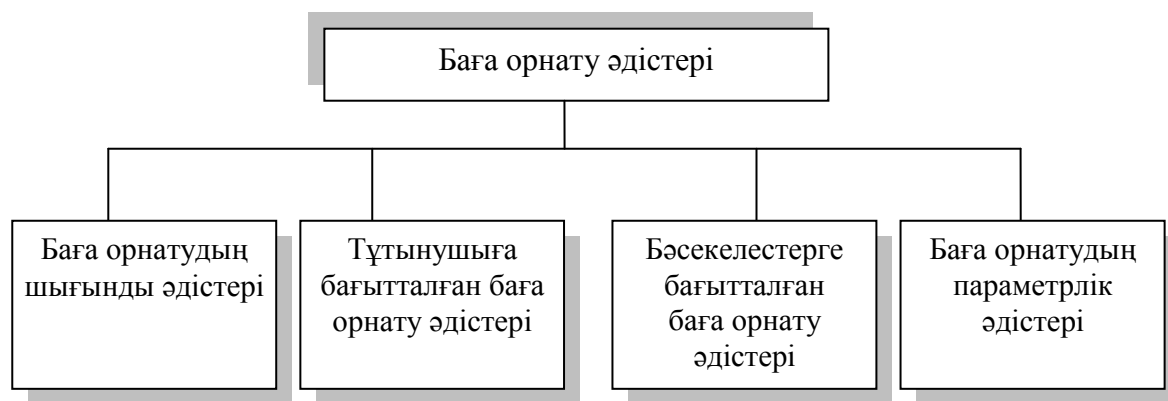 Баға орнату әдістері
Баға орнатудың
шығынды әдістері
Тұтынушыға
бағытталған баға
орнату әдістері
Бәсекелестерге
бағытталған
баға орнату
әдістері
Баға орнатудың
параметрлік
әдістері